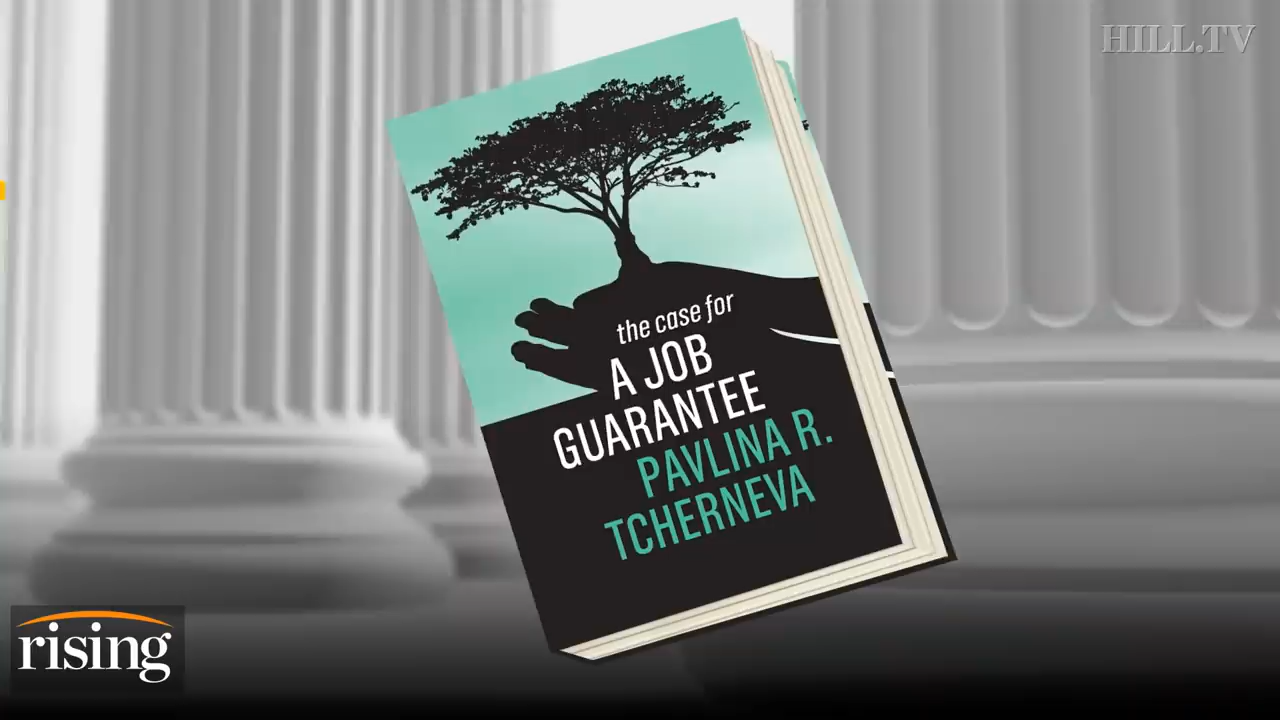 HILL.TV
the case for
A JOB
GUARANTEE
PAVLINA R.
TCHERNEVA
rising